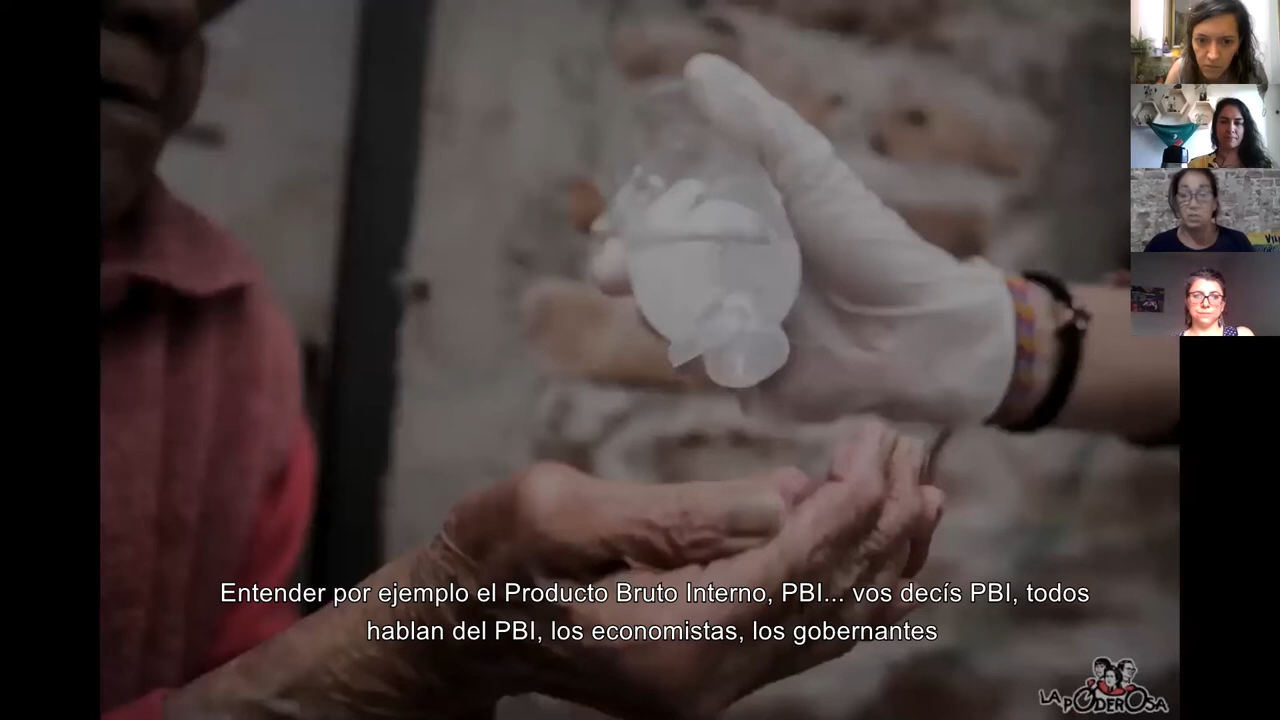 Entender por ejemplo el Producto Bruto Interno, PBI... vos decís PBI, todos
hablan del PBI, los economistas, los gobernantes
LA PODEROSA